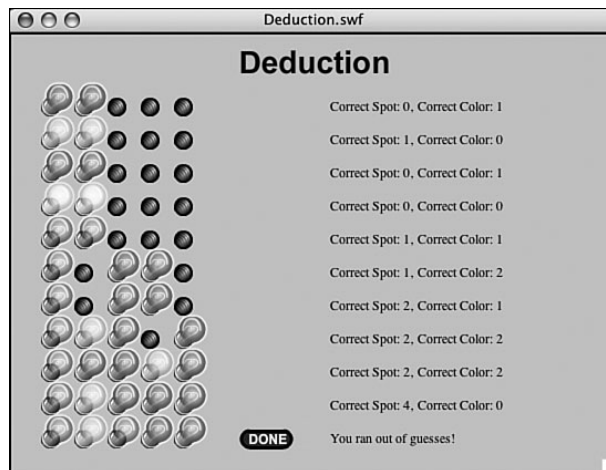 Deduction.swf
Deduction
Correct Spot: 0, Correct Color: 1
Correct Spot: 1, Correct Color: 0
Correct Spot: 0, Correct Color: 1
Correct Spot: 0, Correct Color: 0
Correct Spot: 1, Correct Color: 1
Correct Spot: 1, Correct Color: 2
Correct Spot: 2, Correct Color: 1
Correct Spot: 2, Correct Color: 2
Correct Spot: 2, Correct Color: 2
Correct Spot: 4, Correct Color: 0
DONE You ran out of guesses!